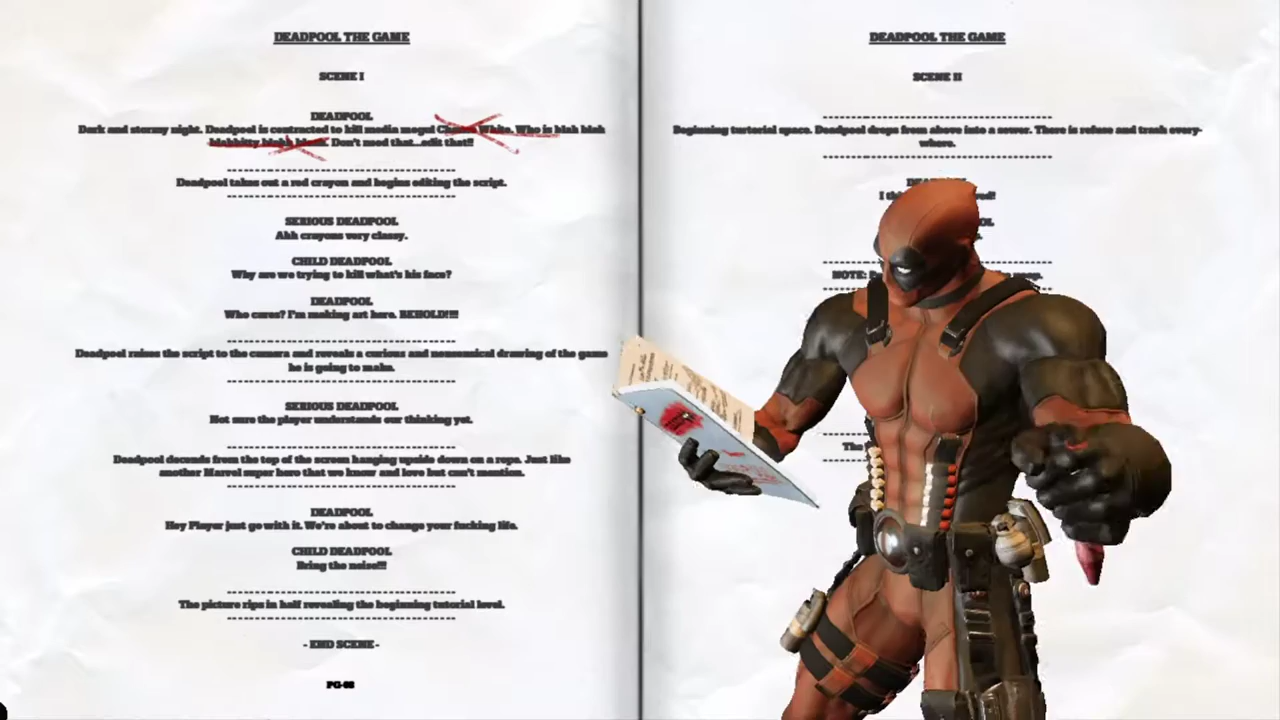 DEADPOOL THE GAME
SCENE I
DEADPOOL
Dark and stormy night. Deadpool is contracted to kill media mogul White. Who is blah blah
blabbitty blah blah. Don't mod that...edit that!!
Deadpool takes out a red crayon and begins editing the script.
SERIOUS DEADPOOL
Ahh crayons very classy.
CHILD DEADPOOL
Why are we trying to kill what's his face?
DEADPOOL
Who cares? I'm making art here. BEHOLD!!!!
Deadpool raises the script to the camera and reveals a curious and nonsensical drawing of the game
he is going to make.
SERIOUS DEADPOOL
Not sure the player understands our thinking yet.
Deadpool decends from the top of the screen hanging upside down on a rope. Just like
another Marvel super hero that we know and love but can't mention.
DEADPOOL
Hey Player just go with it. We're about to change your fucking life.
CHILD DEADPOOL
Bring the noise!!!
The picture rips in half revealing the beginning tutorial level.
- END SCENE -
PG-02
DEADPOOL THE GAME
SCENE II
Beginning turtorial space. Deadpool drops from above into a sewer. There is refuse and trash every-
where.
NOTE:
The